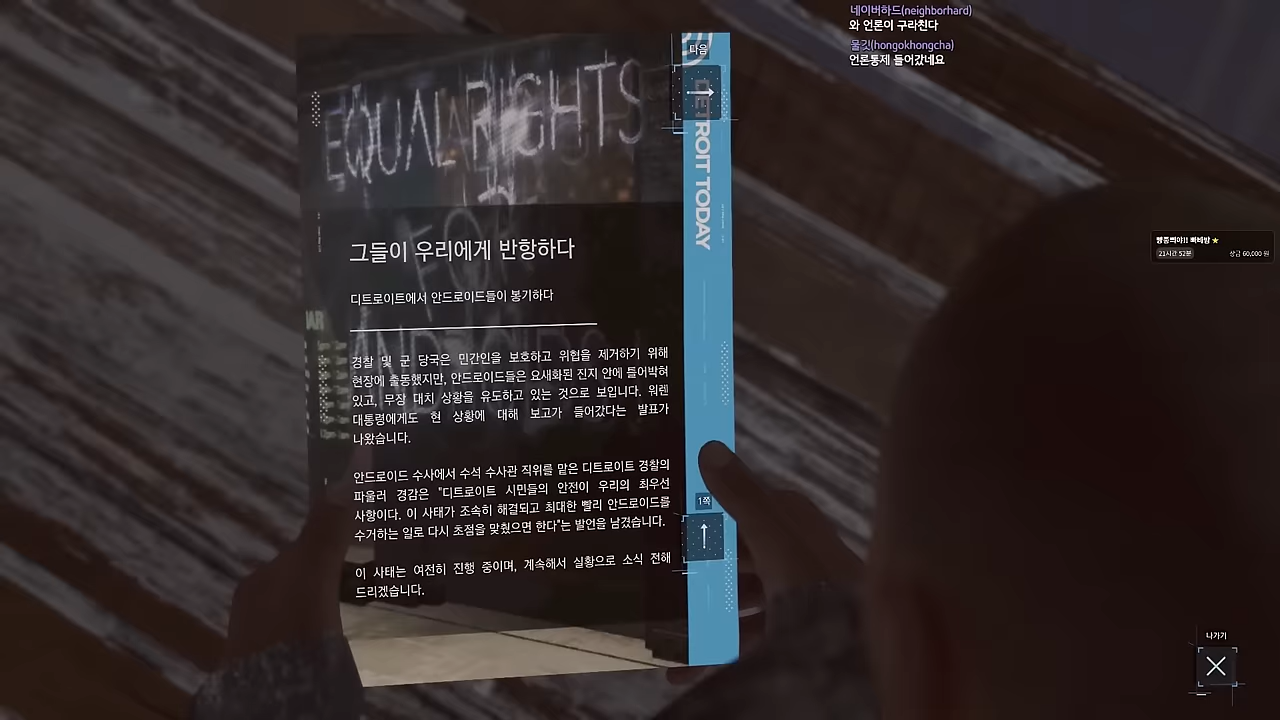 네이버하드(neighborhard)
와 언론이 구라친다
물깃(hongokhongcha)
언론통제 들어갔네요
다음
EQUAL RIGHTS
FOR
DETROIT TODAY
그들이 우리에게 반항하다
디트로이트에서 안드로이드들이 봉기하다
경찰 및 군 당국은 민간인을 보호하고 위협을 제거하기 위해
현장에 출동했지만, 안드로이드들은 요새화된 진지 안에 틀어박혀
있고, 무장 대치 상황을 유도하고 있는 것으로 보입니다. 워렌
대통령에게도 현 상황에 대해 보고가 들어갔다는 발표가
나왔습니다.
안드로이드 수사에서 수석 수사관 직위를 맡은 디트로이트 경찰의
파울러 경감은 "디트로이트 시민들의 안전이 우리의 최우선
사항이다. 이 사태가 조속히 해결되고 최대한 빨리 안드로이드를
수거하는 일로 다시 초점을 맞췄으면 한다"는 발언을 남겼습니다.
이 사태는 여전히 진행 중이며, 계속해서 실황으로 소식 전해
드리겠습니다.
1쪽
21시간 52분
상금 60,000 원
나가기